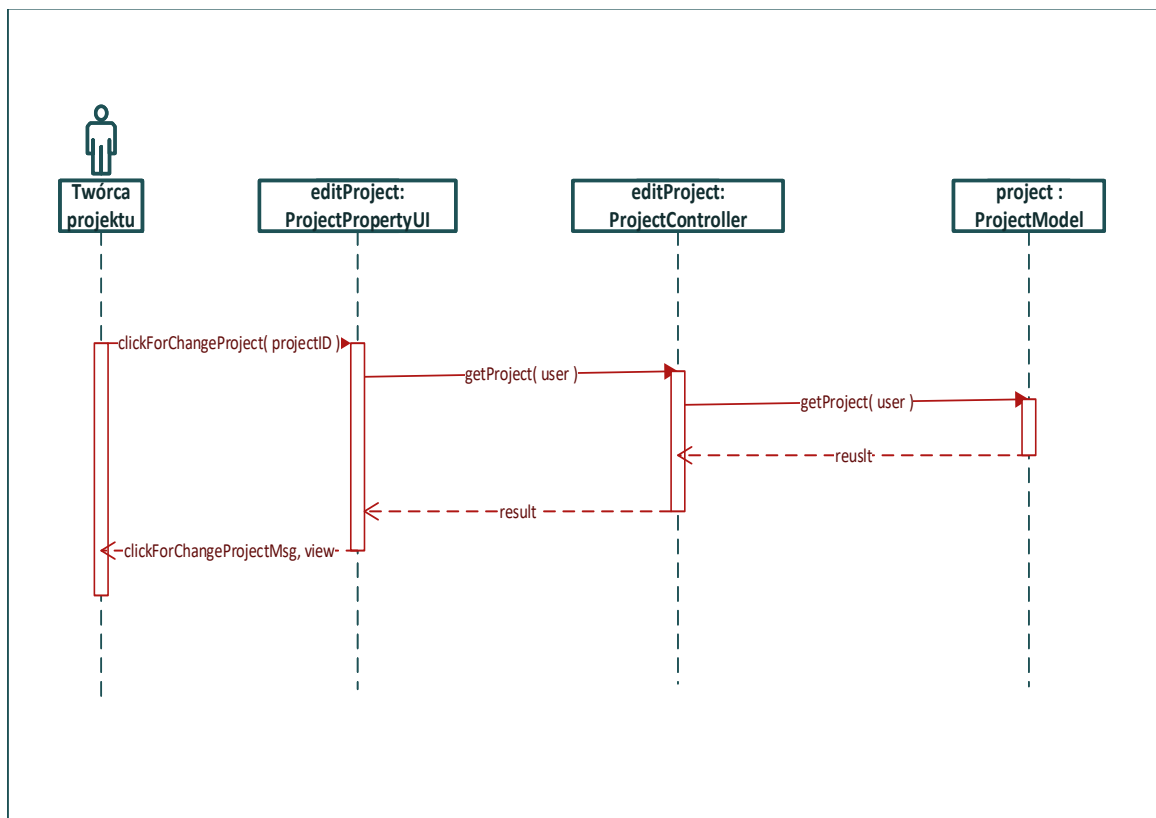 Twórca
projektu
editProject:
ProjectPropertyUI
editProject:
ProjectController
project :
ProjectModel
clickForChangeProject( projectID )
getProject( user )
getProject( user )
reuslt
result
clickForChangeProjectMsg, view